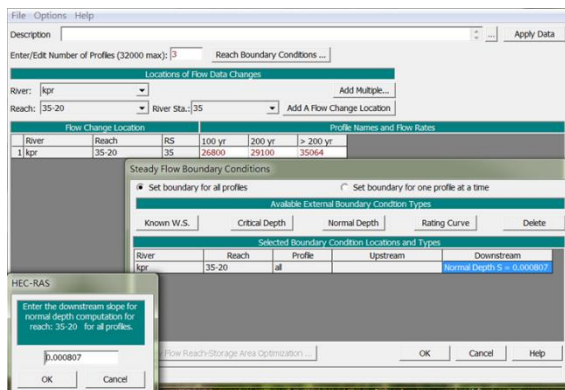 File Options Help
Description ... Apply Data
Enter/Edit Number of Profiles (32000 max): 3 Reach Boundary Conditions ...
Locations of Flow Data Changes
River: kpr Add Multiple...
Reach: 35-20 River Sta.: 35 Add A Flow Change Location
Flow Change Location Profile Names and Flow Rates
River Reach RS 100 yr 200 yr > 200 yr
1 kpr 35-20 35 26800 29100 35064
Steady Flow Boundary Conditions
Set boundary for all profiles Set boundary for one profile at a time
Available External Boundary Condtion Types
Known W.S. Critical Depth Normal Depth Rating Curve Delete
Selected Boundary Condition Locations and Types
River Reach Profile Upstream Downstream
kpr 35-20 all Normal Depth S = 0.000807
HEC-RAS
Enter the downstream slope for
normal depth computation for
reach: 35-20 for all profiles.
0.000807
OK Cancel
Flow Reach-Storage Area Optimization ... OK Cancel Help